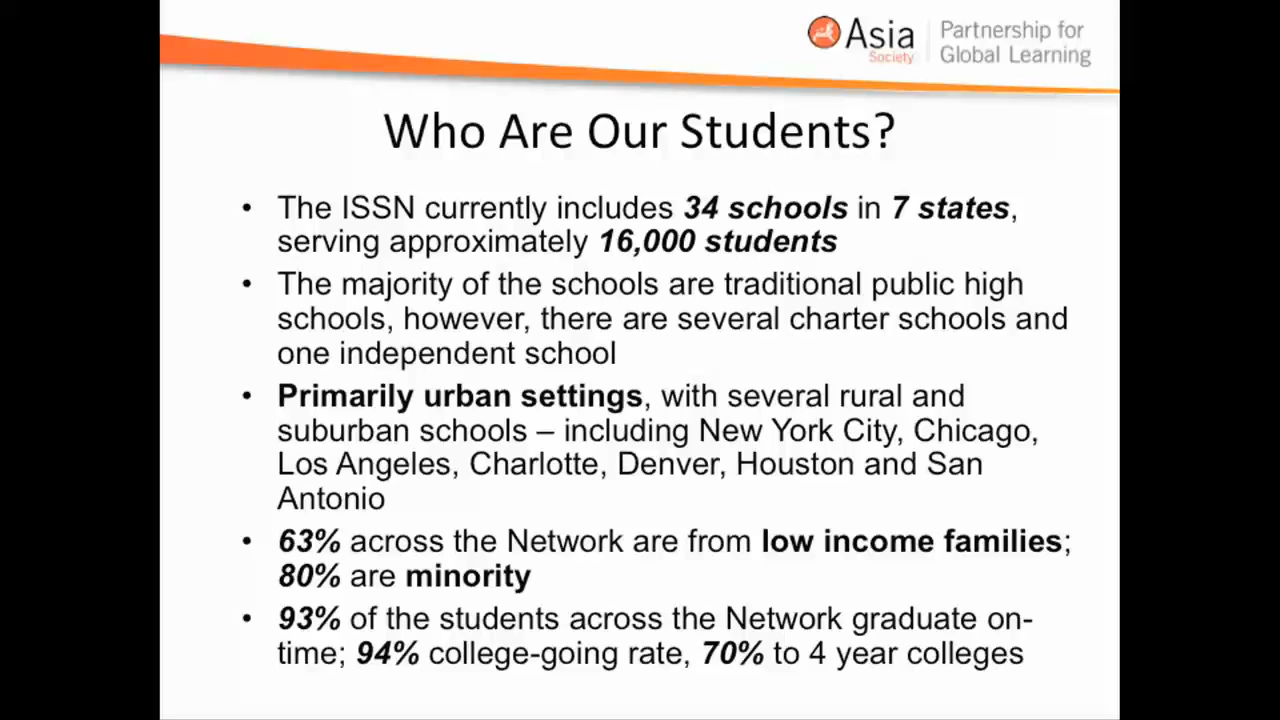 Asia
Society
Partnership for
Global Learning
Who Are Our Students?
• The ISSN currently includes 34 schools in 7 states,
serving approximately 16,000 students
• The majority of the schools are traditional public high
schools, however, there are several charter schools and
one independent school
• Primarily urban settings, with several rural and
suburban schools – including New York City, Chicago,
Los Angeles, Charlotte, Denver, Houston and San
Antonio
• 63% across the Network are from low income families;
80% are minority
• 93% of the students across the Network graduate on-
time; 94% college-going rate, 70% to 4 year colleges